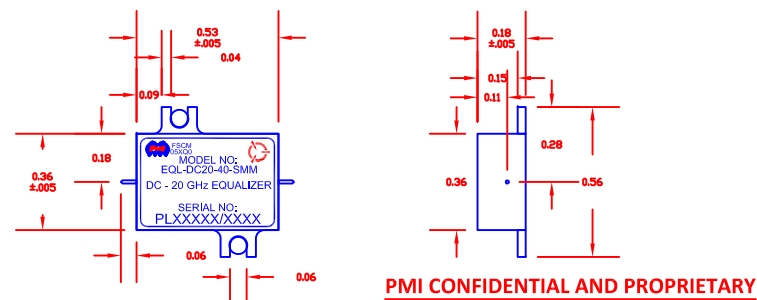 0.53
±.005
0.04
0.09
0.18
0.36
±.005
PMI
FSCM
05XQ0
MODEL NO:
EQL-DC20-40-SMM
DC - 20 GHz EQUALIZER
SERIAL NO:
PLXXXXX/XXXX
0.06
0.06
0.18
±.005
0.15
0.11
0.28
0.36
0.56
PMI CONFIDENTIAL AND PROPRIETARY